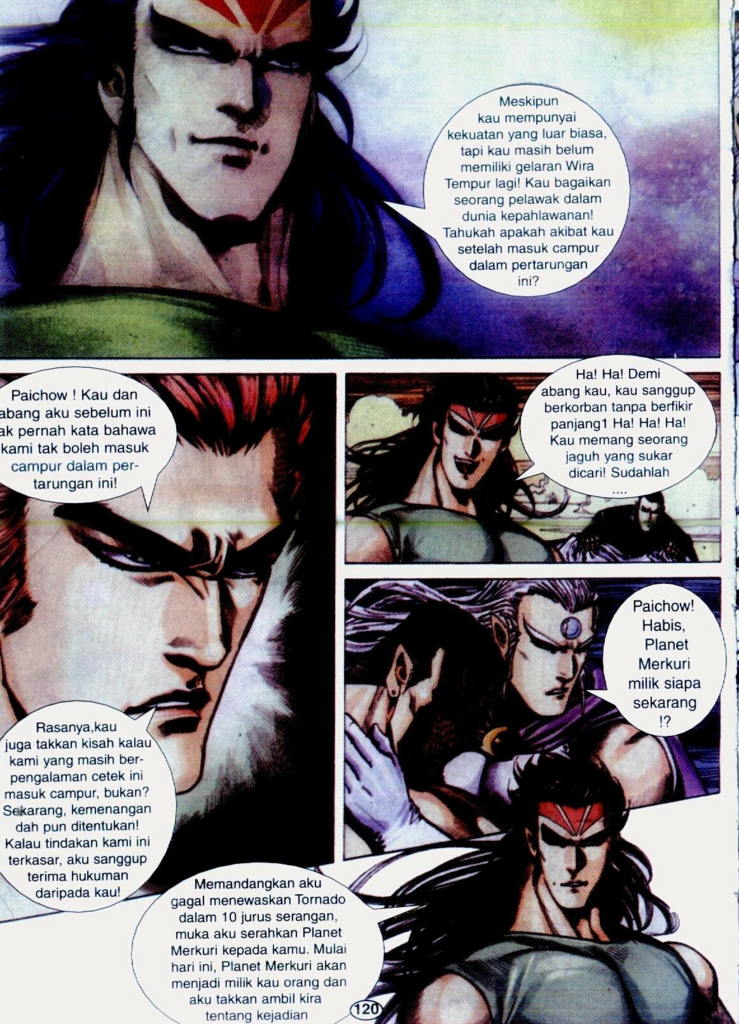 Meskipun
kau mempunyai
kekuatan yang luar biasa,
tapi kau masih belum
memiliki gelaran Wira
Tempur lagi! Kau bagaikan
seorang pelawak dalam
dunia kepahlawanan!
Tahukah apakah akibat kau
setelah masuk campur
dalam pertarungan
ini?
Paichow ! Kau dan
abang aku sebelum ini
ak pernah kata bahawa
kami tak boleh masuk
campur dalam per-
tarungan ini!
Rasanya,kau
juga takkan kisah kalau
kami yang masih ber-
pengalaman cetek ini
masuk campur, bukan?
Sekarang, kemenangan
dah pun ditentukan!
Kalau tindakan kami ini
terkasar, aku sanggup
terima hukuman
daripada kau!
Ha! Ha! Demi
abang kau, kau sanggup
berkorban tanpa berfikir
panjang1 Ha! Ha! Ha!
Kau memang seorang
jaguh yang sukar
dicari! Sudahlah
....
Paichow!
Habis,
Planet
Merkuri
milik siapa
sekarang
!?
Memandangkan aku
gagal menewaskan Tornado
dalam 10 jurus serangan,
muka aku serahkan Planet
Merkuri kepada kamu. Mulai
hari ini, Planet Merkuri akan
menjadi milik kau orang dan
aku takkan ambil kira
tentang kejadian
120